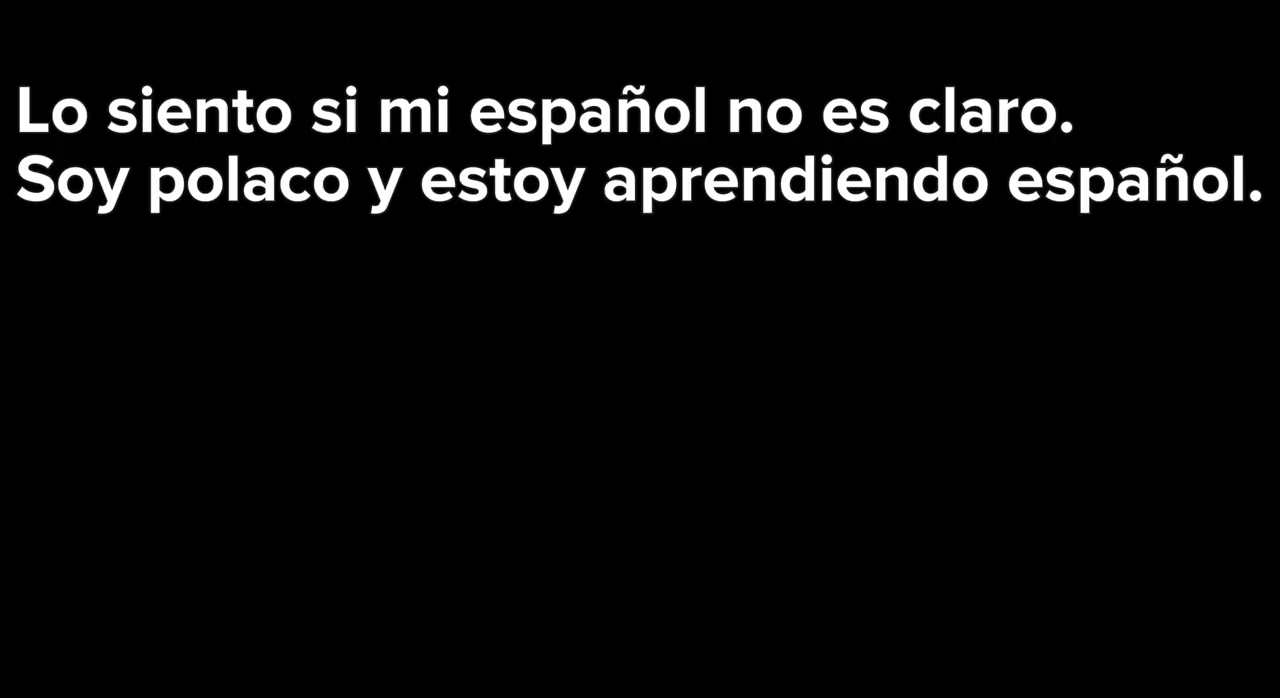 Lo siento si mi español no es claro.
Soy polaco y estoy aprendiendo español.